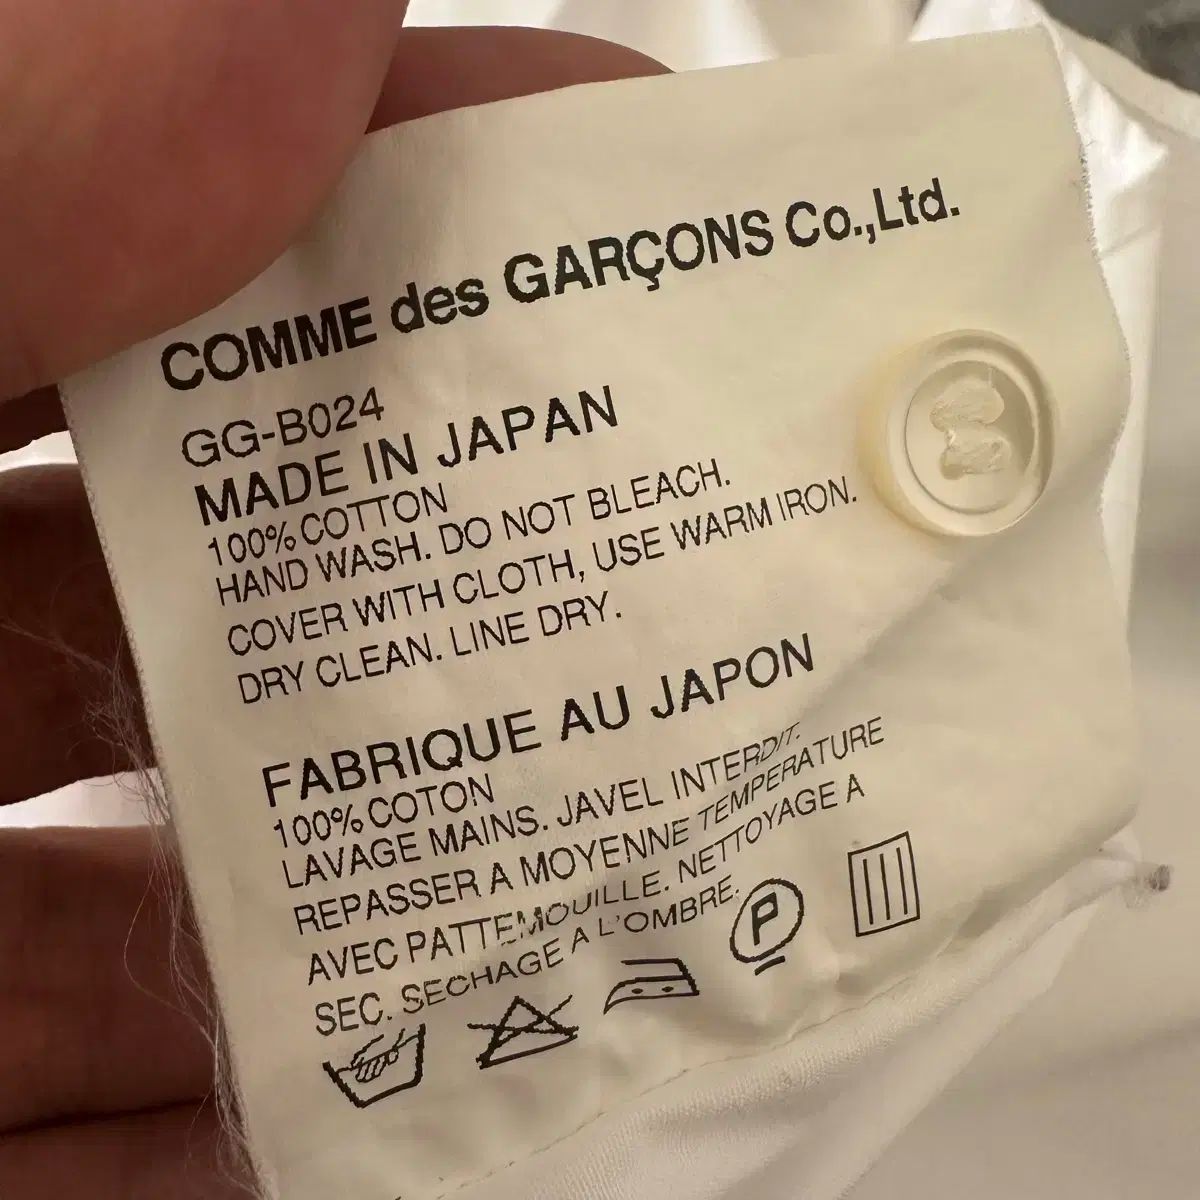 COMME des GARÇONS Co.,Ltd.
GG-B024
MADE IN JAPAN
100% COTTON
HAND WASH. DO NOT BLEACH.
COVER WITH CLOTH, USE WARM IRON.
DRY CLEAN. LINE DRY.
FABRIQUE AU JAPON
100% COTON
LAVAGE MAINS. JAVEL INTERDIT.
REPASSER A MOYENNE TEMPERATURE
AVEC PATTEMOUILLE. NETTOYAGE A
SEC. SECHAGE A L'OMBRE.
P